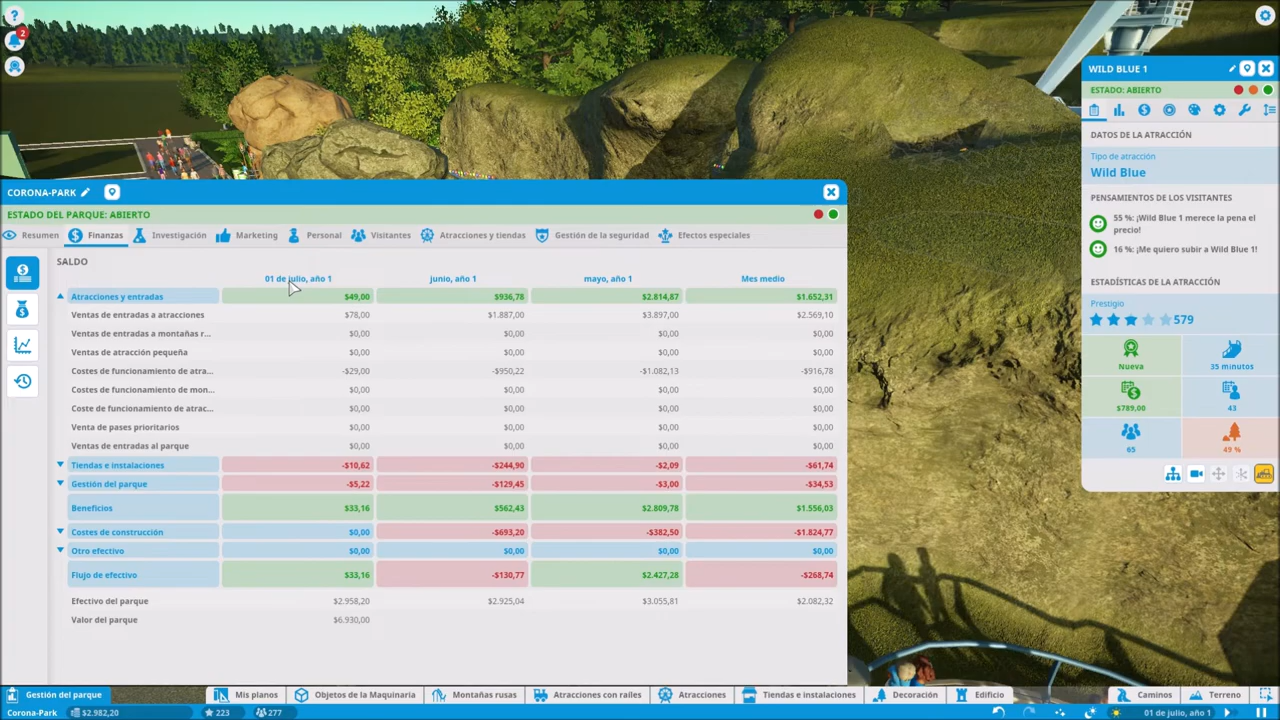 ?
2
WILD BLUE 1
ESTADO: ABIERTO
DATOS DE LA ATRACCIÓN
Tipo de atracción
Wild Blue
PENSAMIENTOS DE LOS VISITANTES
55 %: ¡Wild Blue 1 merece la pena el
precio!
16 %: ¡Me quiero subir a Wild Blue 1!
ESTADÍSTICAS DE LA ATRACCIÓN
Prestigio
579
Nueva 35 minutos
$789,00 43
65 49 %
CORONA-PARK
ESTADO DEL PARQUE: ABIERTO
Resumen Finanzas Investigación Marketing Personal Visitantes Atracciones y tiendas Gestión de la seguridad Efectos especiales
SALDO
01 de julio, año 1 junio, año 1 mayo, año 1 Mes medio
Atracciones y entradas $49,00 $936,78 $2.814,87 $1.652,31
Ventas de entradas a atracciones $78,00 $1.887,00 $3.897,00 $2.569,10
Ventas de entradas a montañas r... $0,00 $0,00 $0,00 $0,00
Ventas de atracción pequeña $0,00 $0,00 $0,00 $0,00
Costes de funcionamiento de atra... -$29,00 -$950,22 -$1.082,13 -$916,78
Costes de funcionamiento de mon... $0,00 $0,00 $0,00 $0,00
Coste de funcionamiento de atrac... $0,00 $0,00 $0,00 $0,00
Venta de pases prioritarios $0,00 $0,00 $0,00 $0,00
Ventas de entradas al parque $0,00 $0,00 $0,00 $0,00
Tiendas e instalaciones -$10,62 -$244,90 -$2,09 -$61,74
Gestión del parque -$5,22 -$129,45 -$3,00 -$34,53
Beneficios $33,16 $562,43 $2.809,78 $1.556,03
Costes de construcción $0,00 -$693,20 -$382,50 -$1.824,77
Otro efectivo $0,00 $0,00 $0,00 $0,00
Flujo de efectivo $33,16 -$130,77 $2.427,28 -$268,74
Efectivo del parque $2.958,20 $2.925,04 $3.055,81 $2.082,32
Valor del parque $6.930,00
Gestión del parque Mis planos Objetos de la Maquinaria Montañas rusas Atracciones con raíles Atracciones Tiendas e instalaciones Decoración Edificio Caminos Terreno
Corona-Park $2.982,20 223 277 01 de julio, año 1